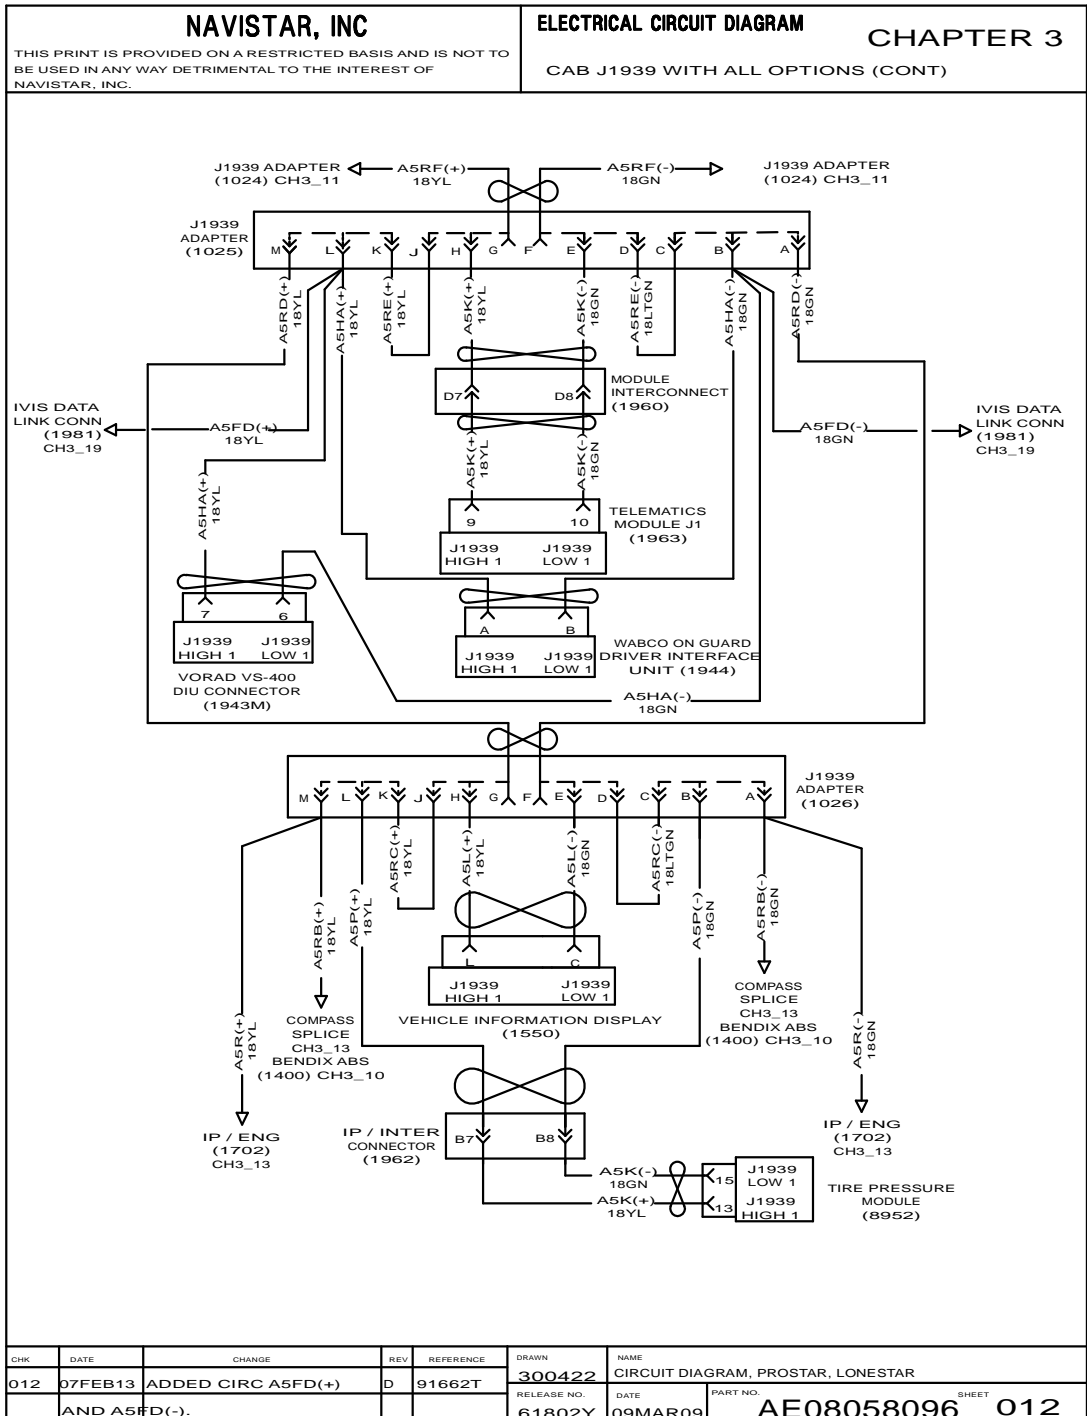 NAVISTAR, INC
THIS PRINT IS PROVIDED ON A RESTRICTED BASIS AND IS NOT TO
BE USED IN ANY WAY DETRIMENTAL TO THE INTEREST OF
NAVISTAR, INC.
ELECTRICAL CIRCUIT DIAGRAM
CHAPTER 3
CAB J1939 WITH ALL OPTIONS (CONT)
J1939 ADAPTER
(1024) CH3_11
A5RF(+)
18YL
A5RF(-)
18GN
J1939 ADAPTER
(1024) CH3_11
J1939
ADAPTER
(1025)
M L K J H G F E D C B A
A5RD(+)
18YL
A5HA(+)
18YL
A5RE(+)
18YL
A5K(+)
18YL
A5K(-)
18GN
A5RE(-)
18LTGN
A5HA(-)
18GN
A5RD(-)
18GN
MODULE
INTERCONNECT
(1960)
D7 D8
IVIS DATA
LINK CONN
(1981)
CH3_19
A5FD(+)
18YL
A5FD(-)
18GN
IVIS DATA
LINK CONN
(1981)
CH3_19
A5K(+)
18YL
A5K(-)
18GN
A5HA(+)
18YL
9 10
TELEMATICS
MODULE J1
(1963)
J1939
HIGH 1
J1939
LOW 1
7 6
J1939
HIGH 1
J1939
LOW 1
VORAD VS-400
DIU CONNECTOR
(1943M)
A B
J1939
HIGH 1
J1939
LOW 1
WABCO ON GUARD
DRIVER INTERFACE
UNIT (1944)
A5HA(-)
18GN
J1939
ADAPTER
(1026)
M L K J H G F E D C B A
A5RC(+)
18YL
A5L(+)
18YL
A5L(-)
18GN
A5RC(-)
18LTGN
A5RB(+)
18YL
A5P(+)
18YL
A5P(-)
18GN
A5RB(-)
18GN
L C
J1939
HIGH 1
J1939
LOW 1
VEHICLE INFORMATION DISPLAY
(1550)
A5R(+)
18YL
COMPASS
SPLICE
CH3_13
BENDIX ABS
(1400) CH3_10
COMPASS
SPLICE
CH3_13
BENDIX ABS
(1400) CH3_10
A5R(-)
18GN
IP / ENG
(1702)
CH3_13
IP / INTER
CONNECTOR
(1962)
B7 B8
IP / ENG
(1702)
CH3_13
A5K(-)
18GN
A5K(+)
18YL
15
13
J1939
LOW 1
J1939
HIGH 1
TIRE PRESSURE
MODULE
(8952)
CHK DATE CHANGE REV REFERENCE
012 07FEB13 ADDED CIRC A5FD(+) D 91662T
AND A5FD(-).
DRAWN
300422
NAME
CIRCUIT DIAGRAM, PROSTAR, LONESTAR
RELEASE NO.
61802Y
DATE
09MAR09
PART NO.
AE08058096
SHEET
012